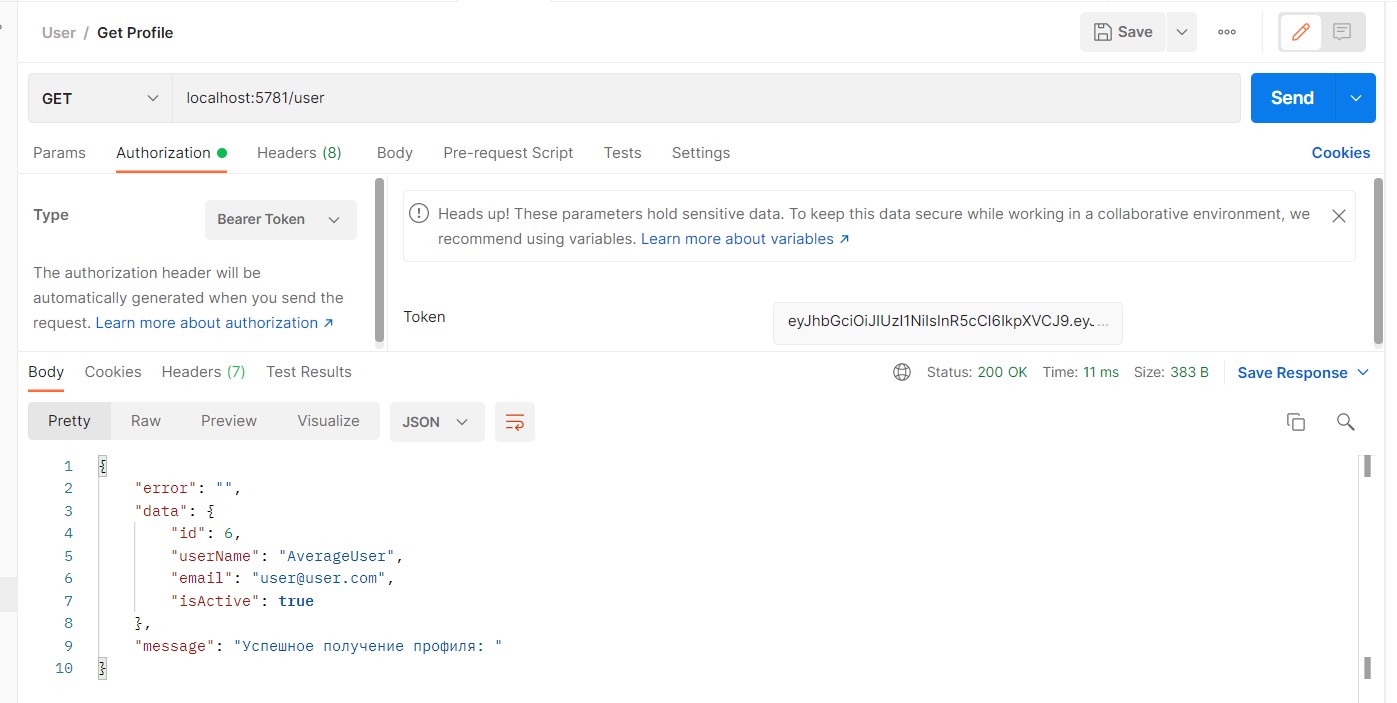 User / Get Profile
Save
GET
localhost:5781/user
Send
Params
Authorization
Headers (8)
Body
Pre-request Script
Tests
Settings
Cookies
Type
Bearer Token
The authorization header will be
automatically generated when you send the
request. Learn more about authorization ↗
Heads up! These parameters hold sensitive data. To keep this data secure while working in a collaborative environment, we
recommend using variables. Learn more about variables ↗
Token
eyJhbGciOiJIUzI1NiIsInR5cCI6IkpXVCJ9.ey...
Body
Cookies
Headers (7)
Test Results
Status: 200 OK
Time: 11 ms
Size: 383 B
Save Response
Pretty
Raw
Preview
Visualize
JSON
1 {
2 "error": "",
3 "data": {
4 "id": 6,
5 "userName": "AverageUser",
6 "email": "user@user.com",
7 "isActive": true
8 },
9 "message": "Успешное получение профиля: "
10 }